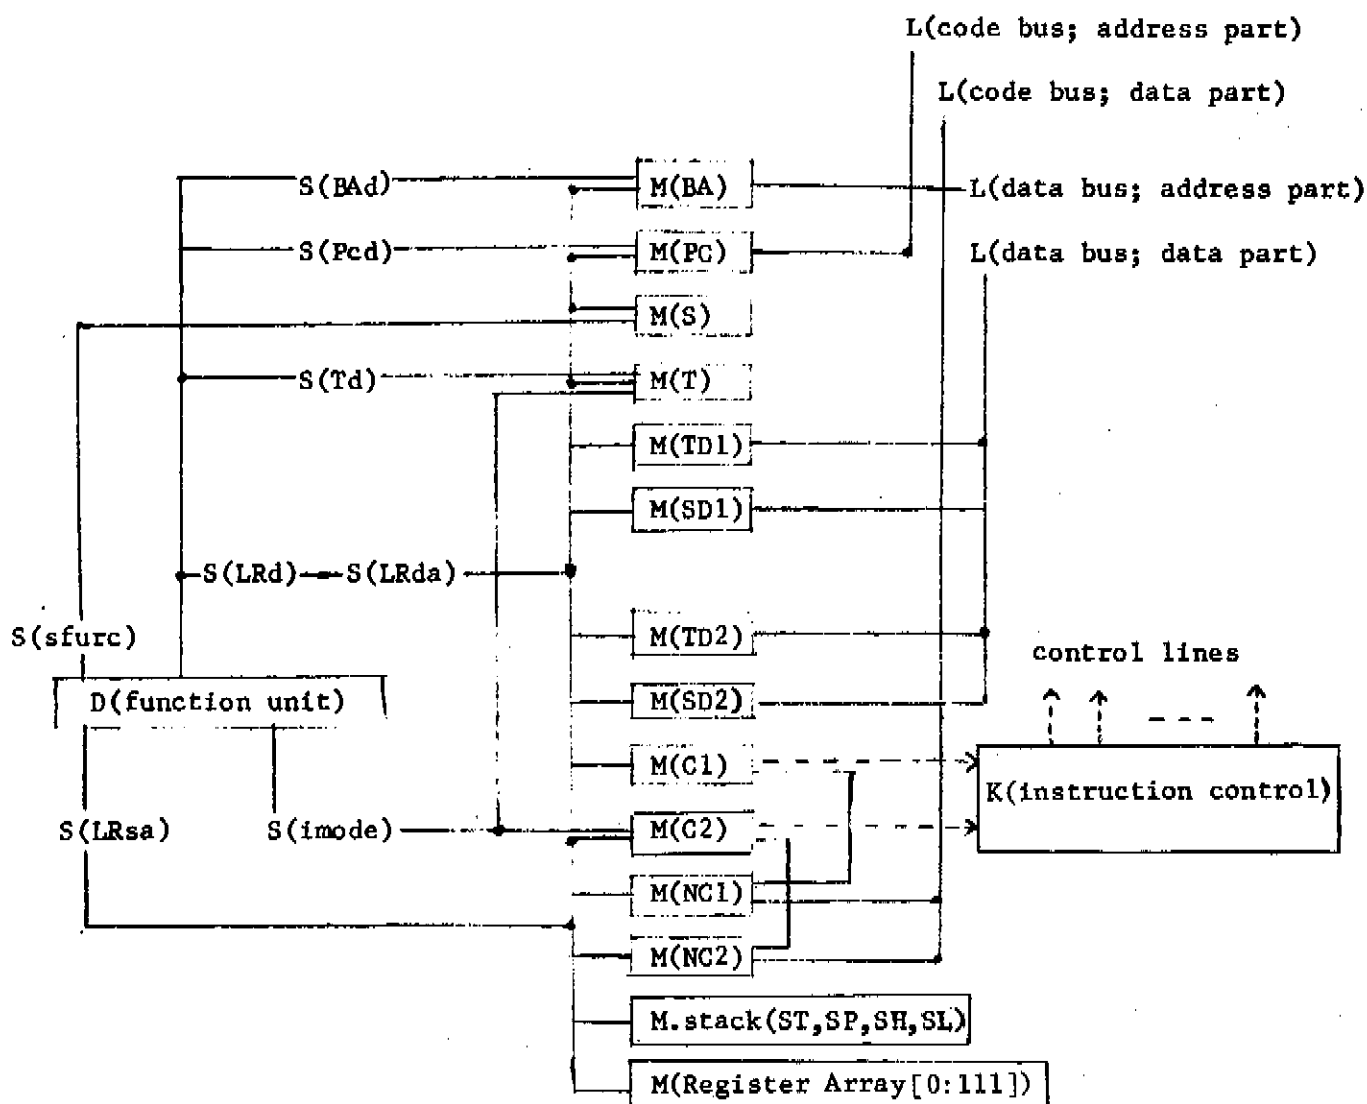 L(code bus; address part)
L(code bus; data part)
S(BAd)
M(BA)
L(data bus; address part)
S(Pcd)
M(PC)
L(data bus; data part)
M(S)
S(Td)
M(T)
M(TD1)
M(SD1)
S(LRd)
S(LRda)
S(sfurc)
M(TD2)
control lines
D(function unit)
M(SD2)
M(C1)
K(instruction control)
S(LRsa)
S(imode)
M(C2)
M(NC1)
M(NC2)
M.stack(ST,SP,SH,SL)
M(Register Array[0:111])